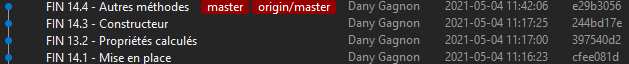 FIN 14.4 - Autres méthodes master origin/master Dany Gagnon 2021-05-04 11:42:06 e29b3056
FIN 14.3 - Constructeur Dany Gagnon 2021-05-04 11:17:25 244bd17e
FIN 13.2 - Propriétés calculés Dany Gagnon 2021-05-04 11:17:00 397540d2
FIN 14.1 - Mise en place Dany Gagnon 2021-05-04 11:16:23 cfee081d